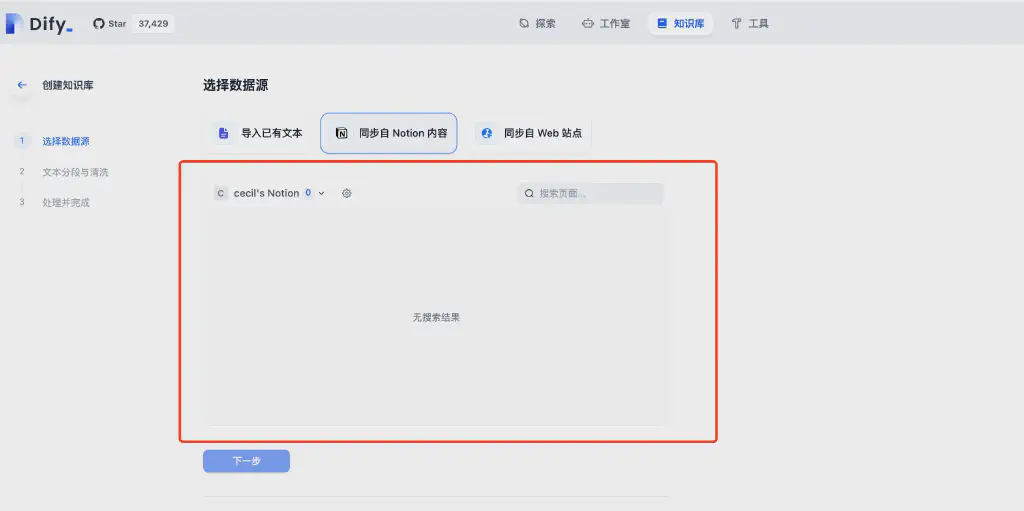 Dify_
Star 37,429
探索
工作室
知识库
工具
创建知识库
1 选择数据源
2 文本分段与清洗
3 处理并完成
选择数据源
导入已有文本
同步自 Notion 内容
同步自 Web 站点
C cecil's Notion 0
搜索页面...
无搜索结果
下一步